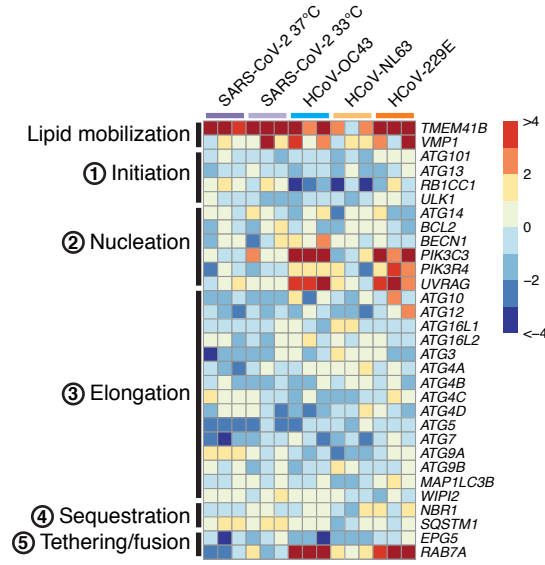 SARS-CoV-2 37°C
SARS-CoV-2 33°C
HCoV-OC43
HCoV-NL63
HCoV-229E
Lipid mobilization
① Initiation
② Nucleation
③ Elongation
④ Sequestration
⑤ Tethering/fusion
TMEM41B
VMP1
ATG101
ATG13
RB1CC1
ULK1
ATG14
BCL2
BECN1
PIK3C3
PIK3R4
UVRAG
ATG10
ATG12
ATG16L1
ATG16L2
ATG3
ATG4A
ATG4B
ATG4C
ATG4D
ATG5
ATG7
ATG9A
ATG9B
MAP1LC3B
WIPI2
NBR1
SQSTM1
EPG5
RAB7A
>4
2
0
−2
<−4